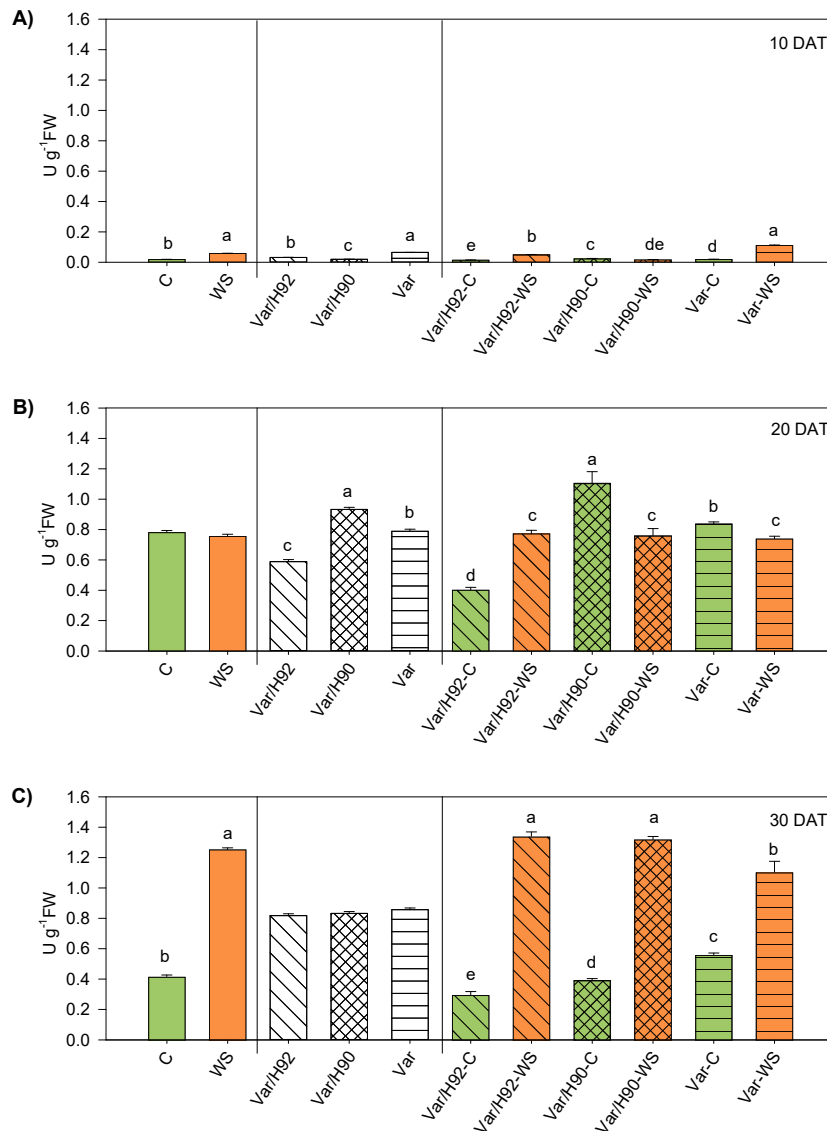 A)
10 DAT
U g⁻¹FW
1.6
1.4
1.2
1.0
0.8
0.6
0.4
0.2
0.0
b
a
b
c
a
e
b
c
de
d
a
C
WS
Var/H92
Var/H90
Var
Var/H92-C
Var/H92-WS
Var/H90-C
Var/H90-WS
Var-C
Var-WS
B)
20 DAT
U g⁻¹FW
1.6
1.4
1.2
1.0
0.8
0.6
0.4
0.2
0.0
c
a
b
d
c
a
c
b
c
C
WS
Var/H92
Var/H90
Var
Var/H92-C
Var/H92-WS
Var/H90-C
Var/H90-WS
Var-C
Var-WS
C)
30 DAT
U g⁻¹FW
1.6
1.4
1.2
1.0
0.8
0.6
0.4
0.2
0.0
b
a
e
a
d
a
c
b
C
WS
Var/H92
Var/H90
Var
Var/H92-C
Var/H92-WS
Var/H90-C
Var/H90-WS
Var-C
Var-WS